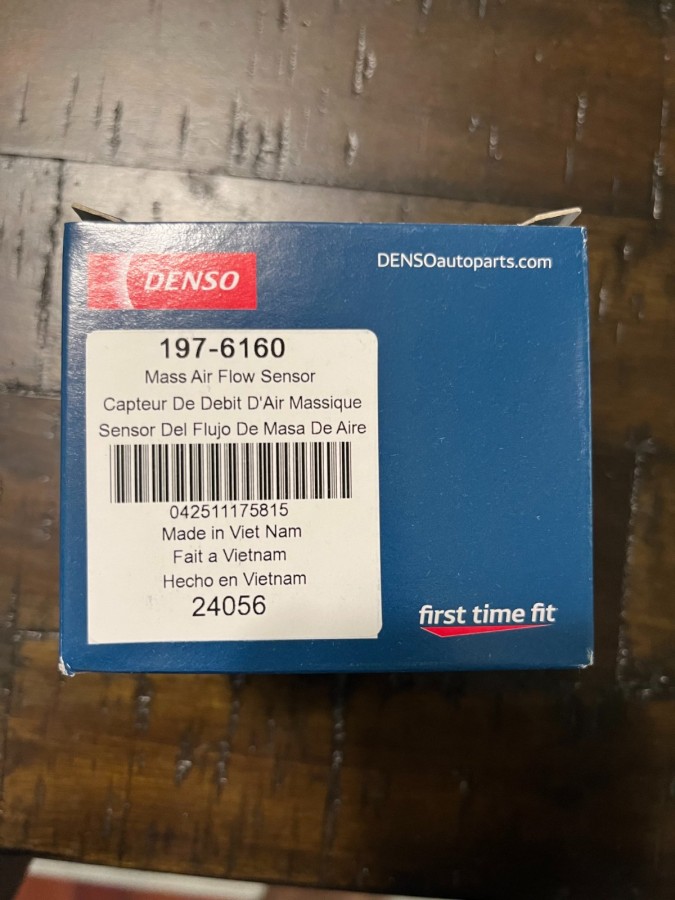 DENSO
DENSOautoparts.com
197-6160
Mass Air Flow Sensor
Capteur De Debit D'Air Massique
Sensor Del Flujo De Masa De Aire
042511175815
Made in Viet Nam
Fait a Vietnam
Hecho en Vietnam
24056
first time fit